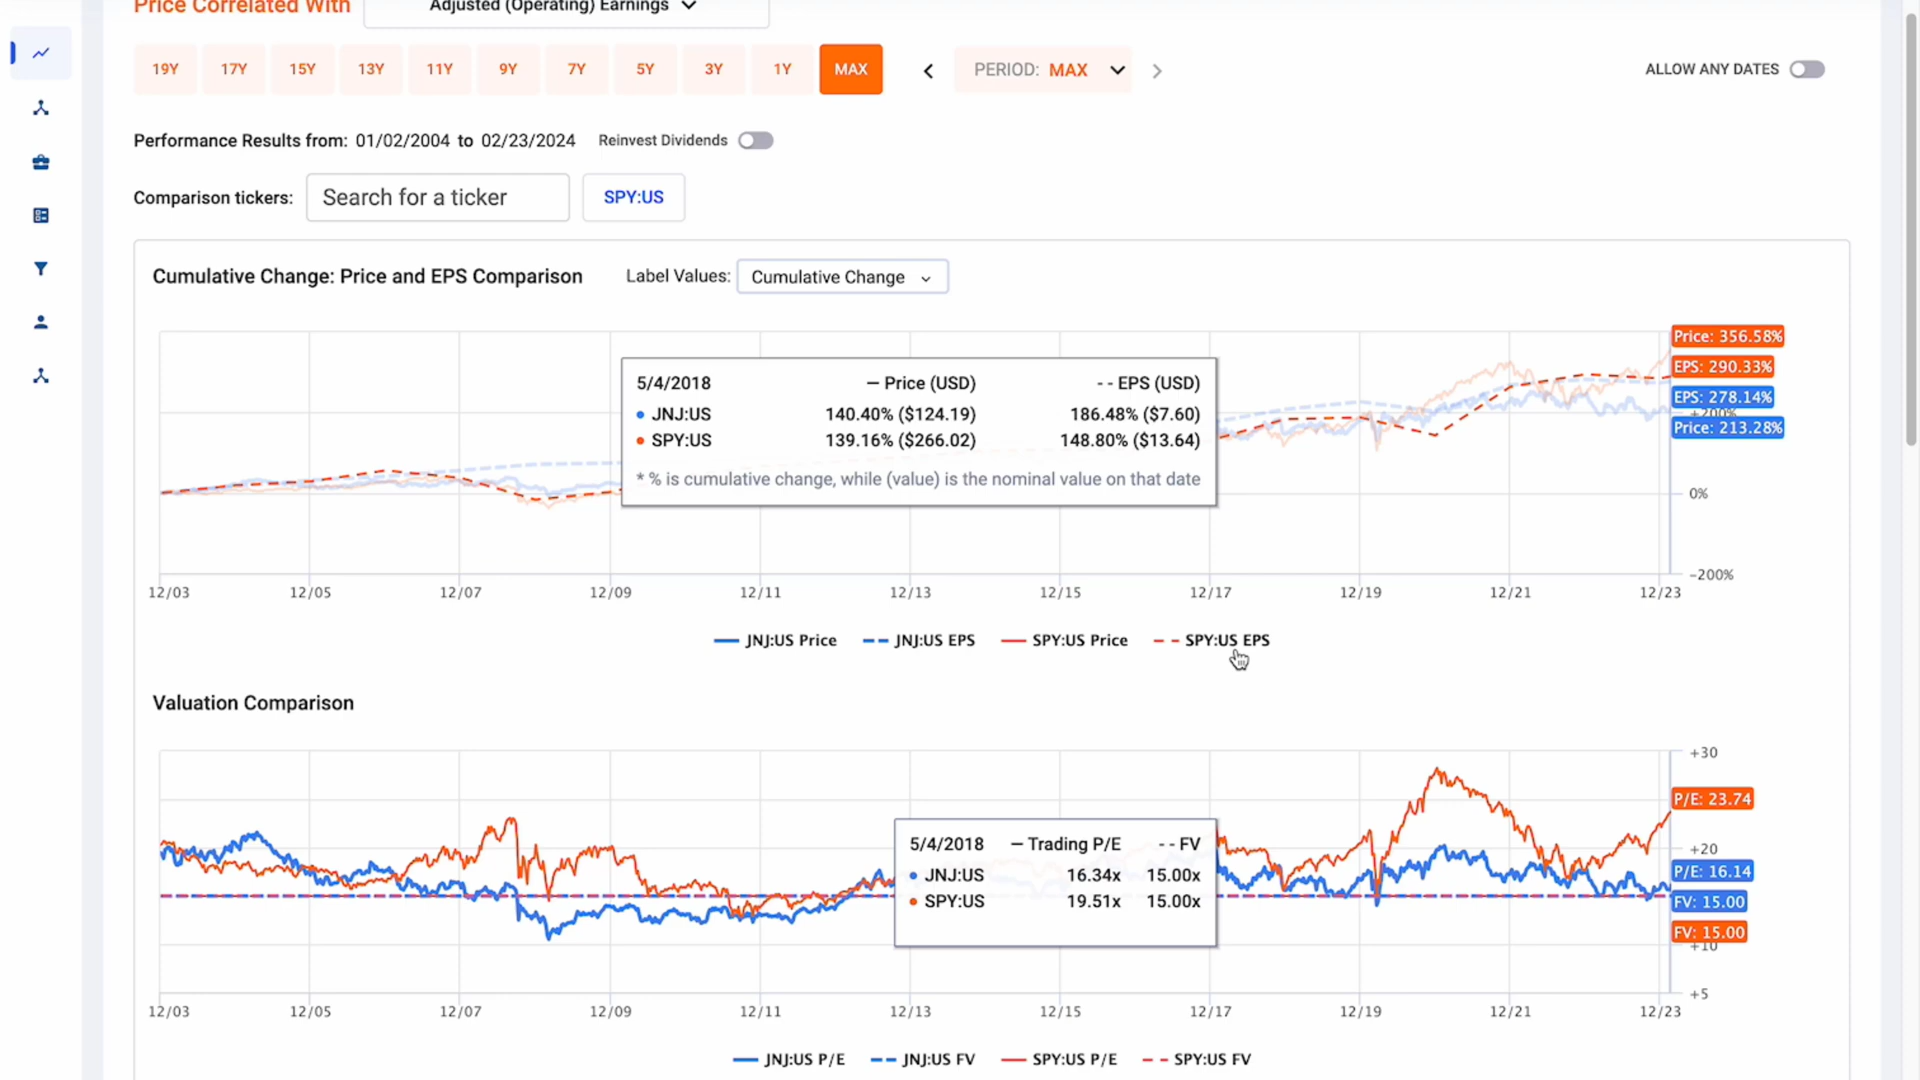 Price Correlated With
Adjusted (Operating) Earnings
19Y 17Y 15Y 13Y 11Y 9Y 7Y 5Y 3Y 1Y MAX
PERIOD: MAX
ALLOW ANY DATES
Performance Results from: 01/02/2004 to 02/23/2024
Reinvest Dividends
Comparison tickers:
Search for a ticker
SPY:US
Cumulative Change: Price and EPS Comparison
Label Values: Cumulative Change
Price: 356.58%
EPS: 290.33%
EPS: 278.14%
+200%
Price: 213.28%
0%
-200%
5/4/2018 — Price (USD) - - EPS (USD)
JNJ:US 140.40% ($124.19) 186.48% ($7.60)
SPY:US 139.16% ($266.02) 148.80% ($13.64)
* % is cumulative change, while (value) is the nominal value on that date
12/03 12/05 12/07 12/09 12/11 12/13 12/15 12/17 12/19 12/21 12/23
JNJ:US Price JNJ:US EPS SPY:US Price SPY:US EPS
Valuation Comparison
+30
P/E: 23.74
+20
P/E: 16.14
FV: 15.00
FV: 15.00
+10
+5
5/4/2018 — Trading P/E - - FV
JNJ:US 16.34x 15.00x
SPY:US 19.51x 15.00x
12/03 12/05 12/07 12/09 12/11 12/13 12/15 12/17 12/19 12/21 12/23
JNJ:US P/E JNJ:US FV SPY:US P/E SPY:US FV